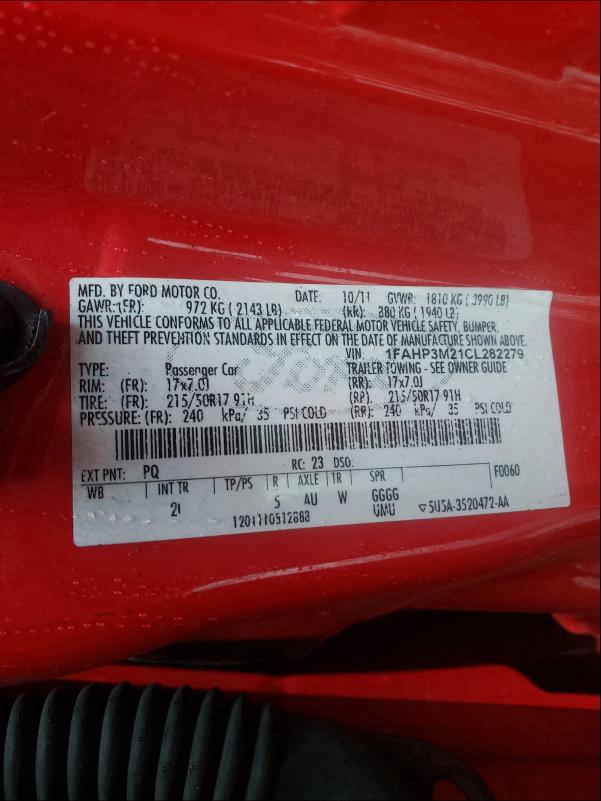 MFD. BY FORD MOTOR CO. DATE: 10/11 GVWR: 1810 KG ( 3990 LB)
GAWR:(FR): 972 KG ( 2143 LB) (RR): 880 KG ( 1940 LB)
THIS VEHICLE CONFORMS TO ALL APPLICABLE FEDERAL MOTOR VEHICLE SAFETY, BUMPER,
AND THEFT PREVENTION STANDARDS IN EFFECT ON THE DATE OF MANUFACTURE SHOWN ABOVE.
VIN: 1FAHP3M21CL282279
TYPE: Passenger Car TRAILER TOWING - SEE OWNER GUIDE
RIM: (FR): 17x7.0J (RR): 17x7.0J
TIRE: (FR): 215/50R17 91H (RR): 215/50R17 91H
PRESSURE: (FR): 240 kPa/ 35 PSI COLD (RR): 240 kPa/ 35 PSI COLD
RC: 23 DSO: F0060
EXT PNT: PQ
WB INT TR TP/PS R AXLE TR SPR
5 AU W GGGG
UMU ▽5U5A-3520472-AA